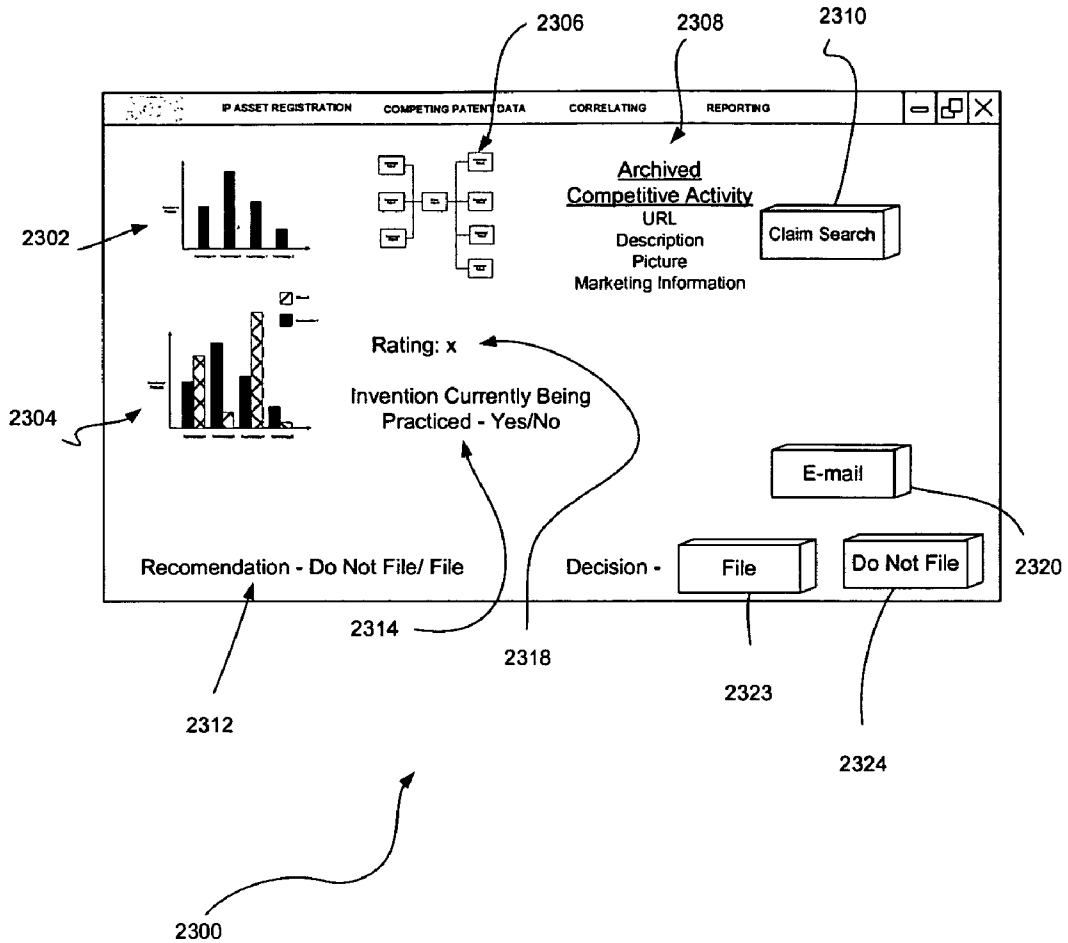 2306
2308
2310
IP ASSET REGISTRATION
COMPETING PATENT DATA
CORRELATING
REPORTING
Archived
Competitive Activity
URL
Description
Picture
Marketing Information
Claim Search
2302
Rating: x
Invention Currently Being
Practiced - Yes/No
2304
E-mail
Recomendation - Do Not File/ File
Decision -
File
Do Not File
2320
2314
2318
2323
2312
2324
2300